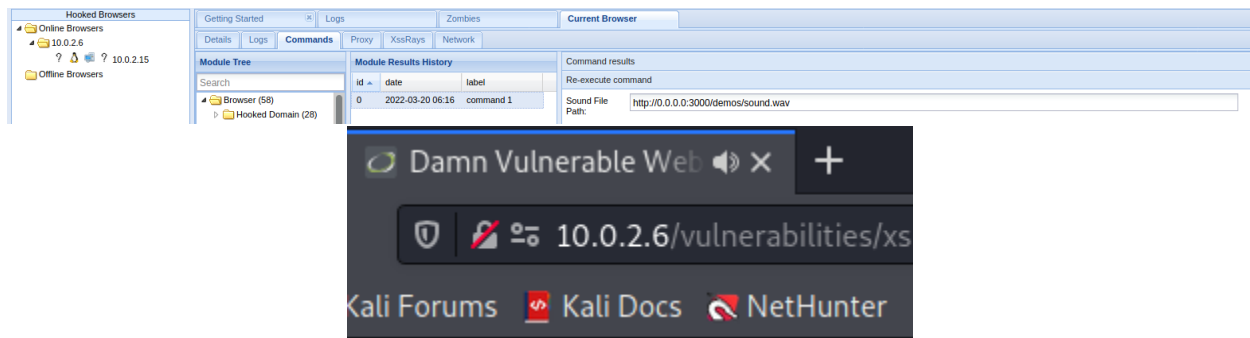 Hooked Browsers
Online Browsers
10.0.2.6
? ? 10.0.2.15
Offline Browsers
Getting Started Logs Zombies Current Browser
Details Logs Commands Proxy XssRays Network
Module Tree
Search
Browser (58)
Hooked Domain (28)
Module Results History
id date label
0 2022-03-20 06:16 command 1
Command results
Re-execute command
Sound File Path: http://0.0.0.0:3000/demos/sound.wav
Damn Vulnerable Web
10.0.2.6/vulnerabilities/xs
Kali Forums Kali Docs NetHunter